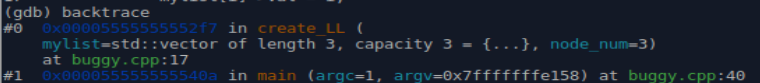 (gdb) backtrace
#0  0x00005555555552f7 in create_LL (
    mylist=std::vector of length 3, capacity 3 = {...}, node_num=3)
    at buggy.cpp:17
#1  0x000055555555540a in main (argc=1, argv=0x7fffffffe158) at buggy.cpp:40